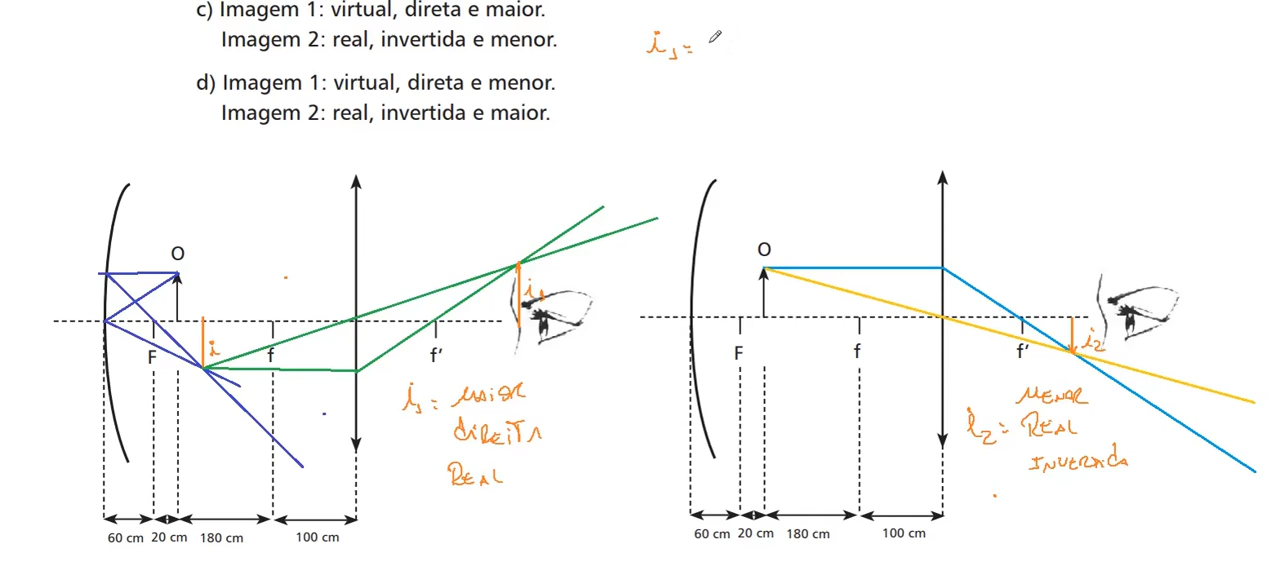 c) Imagem 1: virtual, direta e maior.
Imagem 2: real, invertida e menor.
i₁ =
d) Imagem 1: virtual, direta e menor.
Imagem 2: real, invertida e maior.
O
i
F
f
f'
i₁
i₁ = MAIOR
DIREITA
REAL
60 cm 20 cm 180 cm 100 cm
O
F
f
f'
i₂
MENOR
i₂ = REAL
INVERTIDA
60 cm 20 cm 180 cm 100 cm